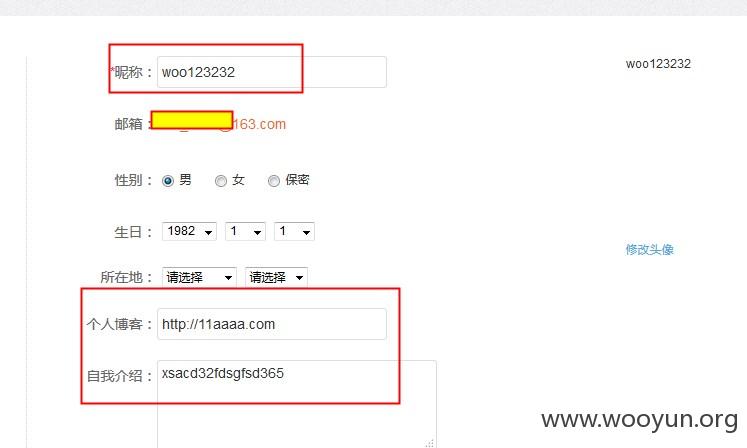 *昵称： woo123232
woo123232
邮箱： @163.com
性别： 男 女 保密
生日： 1982 1 1
修改头像
所在地： 请选择 请选择
个人博客： http://11aaaa.com
自我介绍： xsacd32fdsgfsd365
www.wooyun.org